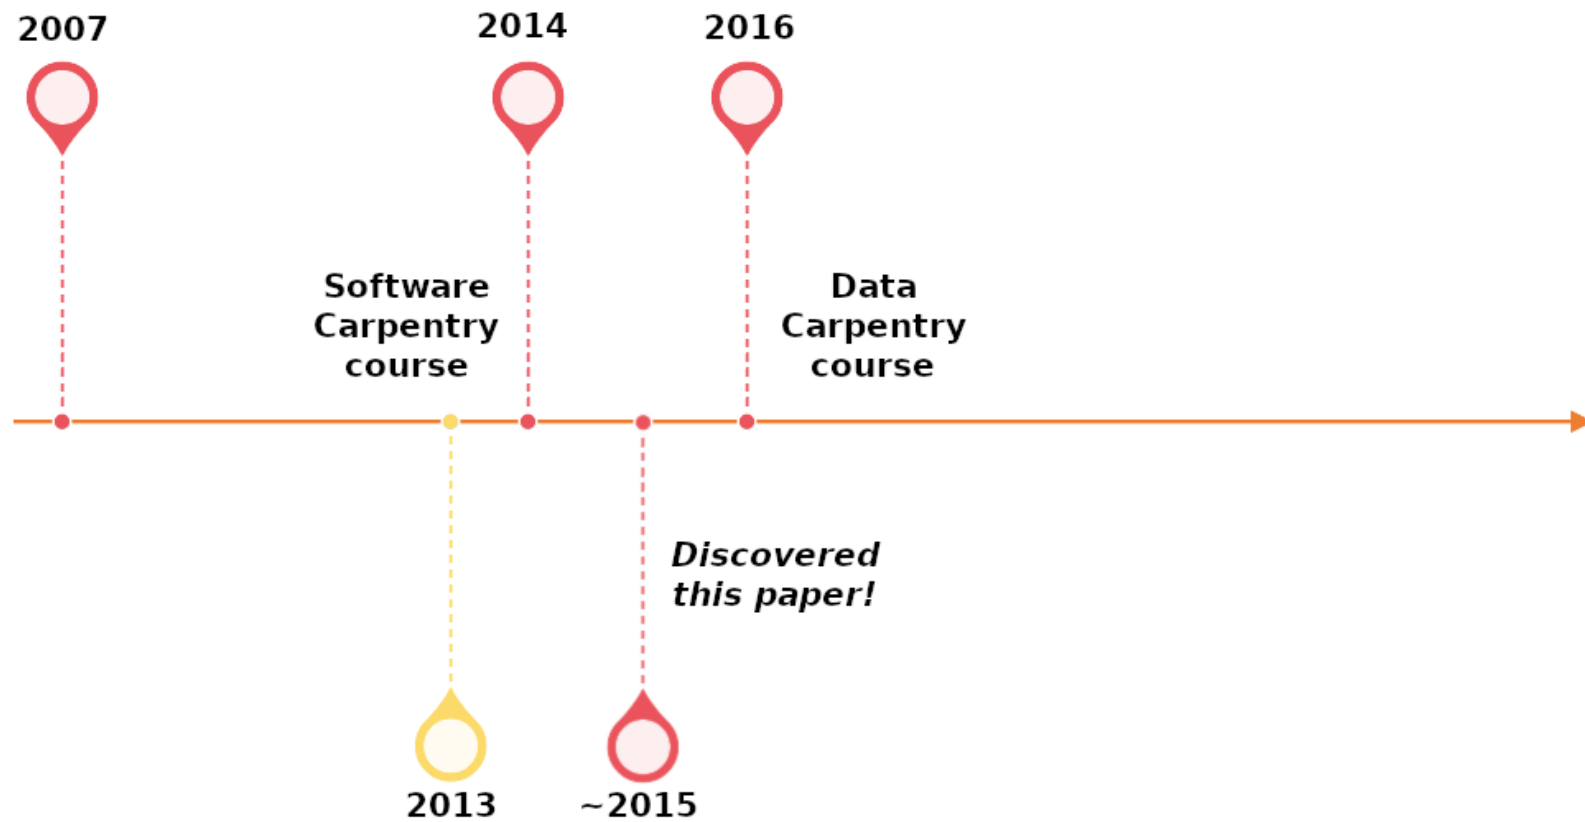 2007
2014
2016
Software
Carpentry
course
Data
Carpentry
course
Discovered
this paper!
2013
~2015